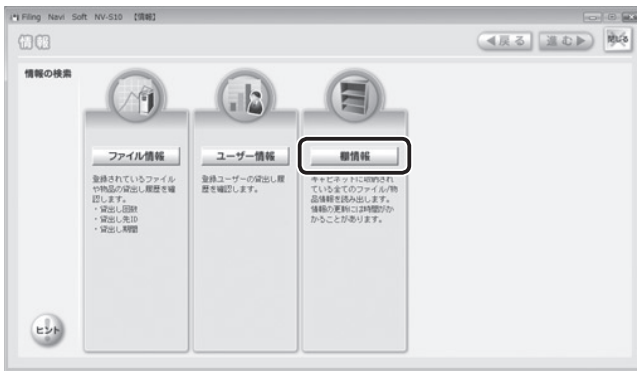 Filing Navi Soft NV-S10 【情報】
戻る 進む 閉じる
情報の検索
ファイル情報
登録されているファイル
や物品の貸出し履歴を確
認します。
・貸出し回数
・貸出し先ID
・貸出し期間
ユーザー情報
登録ユーザーの貸出し履
歴を確認します。
棚情報
キャビネットに収納され
ている全てのファイル/物
品情報を読み出します。
情報の更新には時間がか
かることがあります。
ヒント